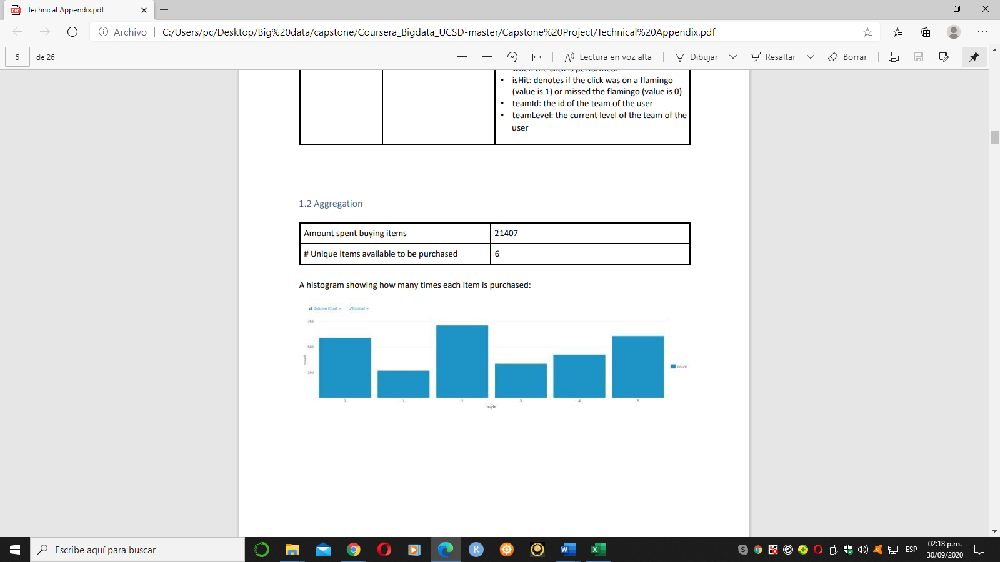 Technical Appendix.pdf
Archivo
C:/Users/pc/Desktop/Big%20data/capstone/Coursera_Bigdata_UCSD-master/Capstone%20Project/Technical%20Appendix.pdf
5 de 26
Lectura en voz alta
Dibujar
Resaltar
Borrar
when the click is performed.
• isHit: denotes if the click was on a flamingo
(value is 1) or missed the flamingo (value is 0)
• teamId: the id of the team of the user
• teamLevel: the current level of the team of the
user
1.2 Aggregation
Amount spent buying items 21407
# Unique items available to be purchased 6
A histogram showing how many times each item is purchased:
Column Chart Format
750
500
250
count
0 1 2 3 4 5
buyId
count
Escribe aquí para buscar
ESP
02:18 p.m.
30/09/2020